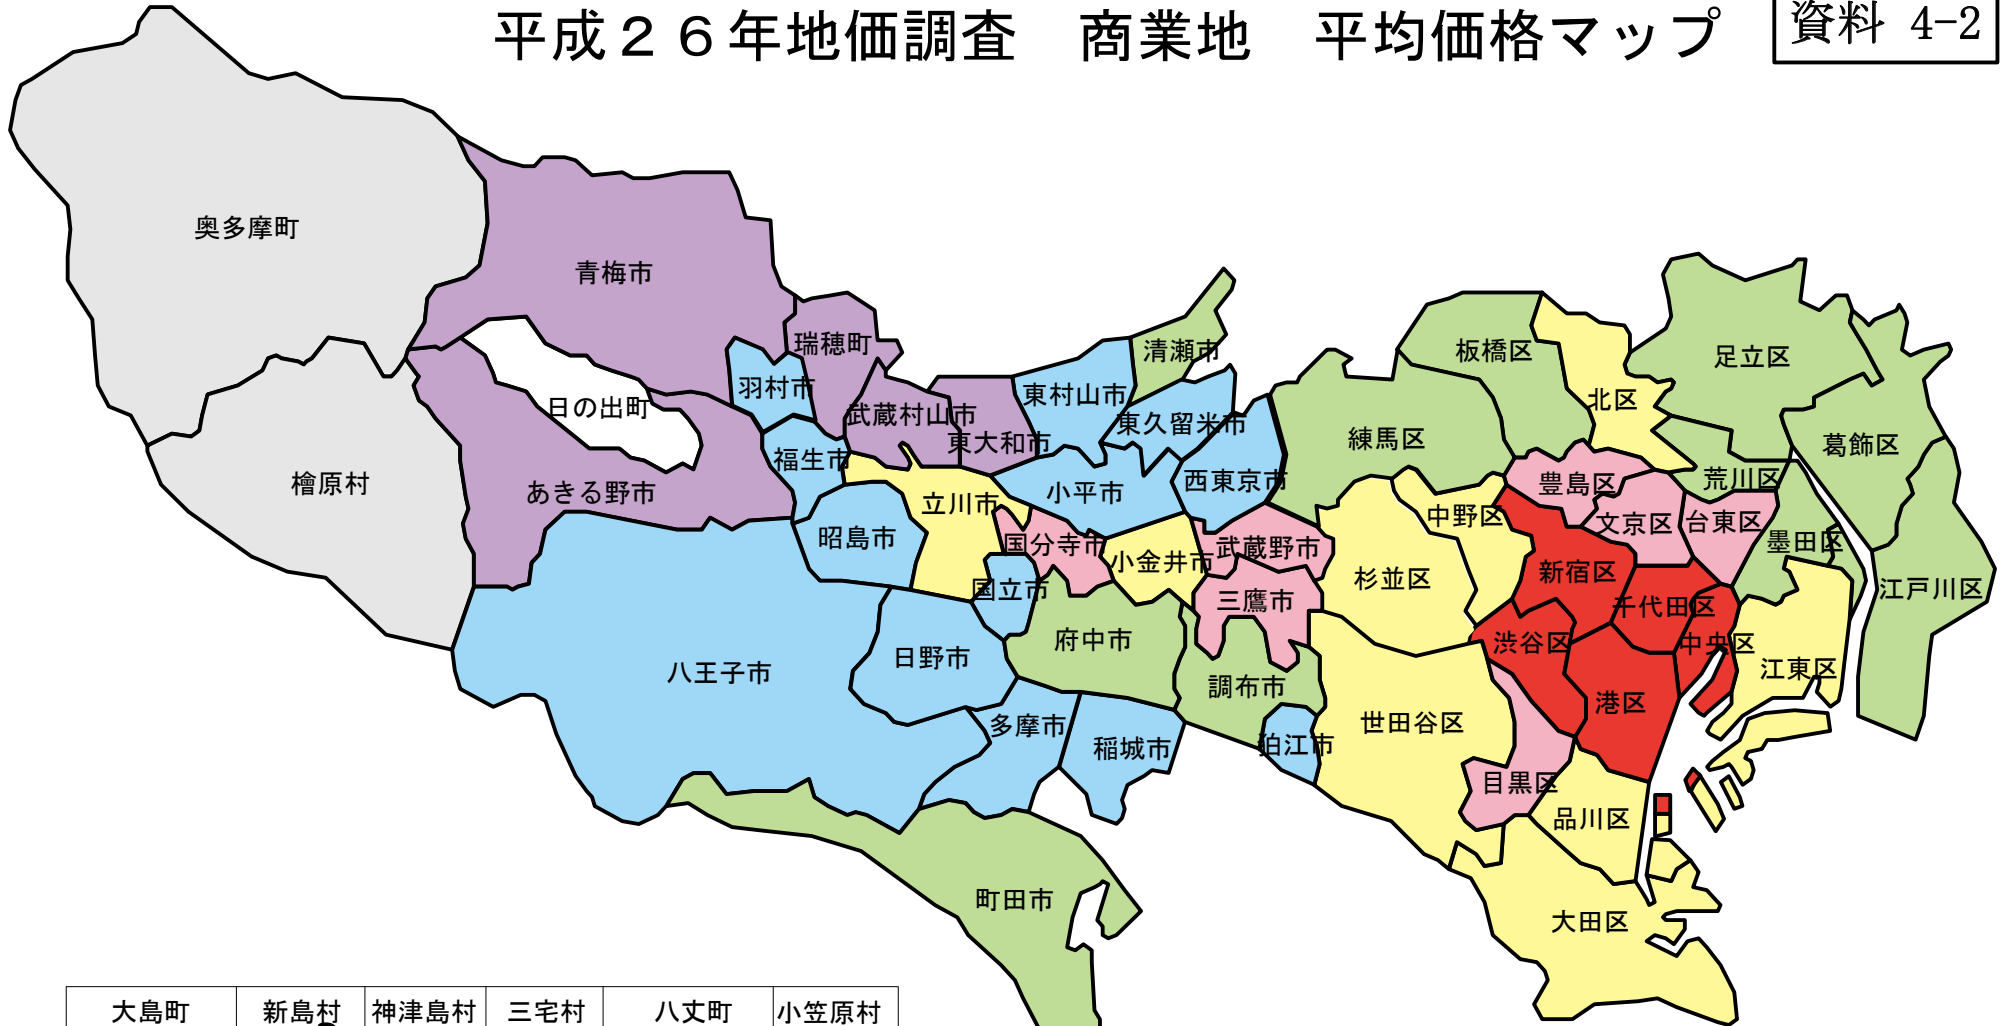 平成２６年地価調査　商業地　平均価格マップ
資料 4-2
奥多摩町
青梅市
瑞穂町
清瀬市
板橋区
足立区
羽村市
日の出町
武蔵村山市
東大和市
東村山市
東久留米市
練馬区
北区
葛飾区
檜原村
あきる野市
福生市
立川市
小平市
西東京市
豊島区
荒川区
昭島市
国分寺市
小金井市
武蔵野市
中野区
文京区
台東区
墨田区
国立市
三鷹市
杉並区
新宿区
千代田区
江戸川区
八王子市
日野市
府中市
調布市
渋谷区
中央区
江東区
多摩市
稲城市
狛江市
世田谷区
港区
目黒区
品川区
町田市
大田区
大島町 新島村 神津島村 三宅村 八丈町 小笠原村